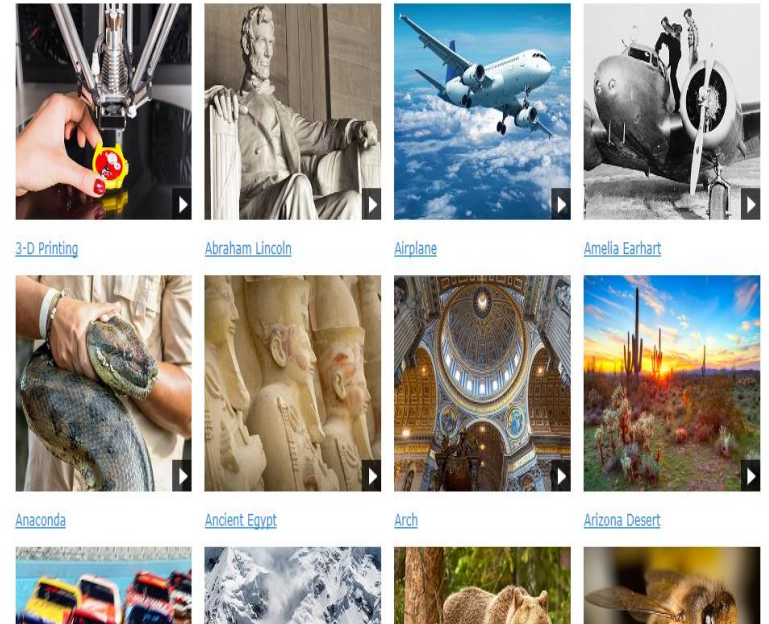 3-D Printing
Abraham Lincoln
Airplane
Amelia Earhart
Anaconda
Ancient Egypt
Arch
Arizona Desert